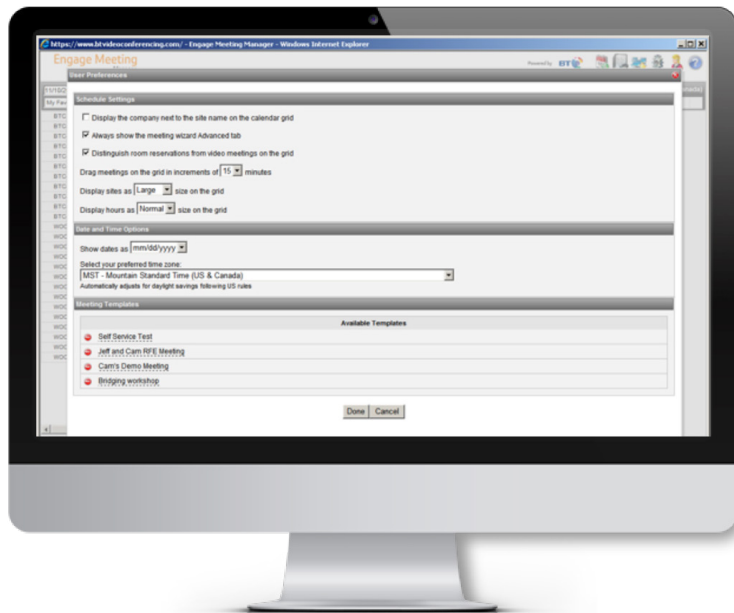 https://www.btvideoconferencing.com/ - Engage Meeting Manager - Windows Internet Explorer
Engage Meeting
Powered by BT
User Preferences
My Fav
Schedule Settings
Display the company next to the site name on the calendar grid
Always show the meeting wizard Advanced tab
Distinguish room reservations from video meetings on the grid
Drag meetings on the grid in increments of 15 minutes
Display sites as Large size on the grid
Display hours as Normal size on the grid
Date and Time Options
Show dates as mm/dd/yyyy
Select your preferred time zone:
MST - Mountain Standard Time (US & Canada)
Automatically adjusts for daylight savings following US rules
Meeting Templates
Available Templates
Self Service Test
Jeff and Cam RFE Meeting
Cam's Demo Meeting
Bridging workshop
Done Cancel